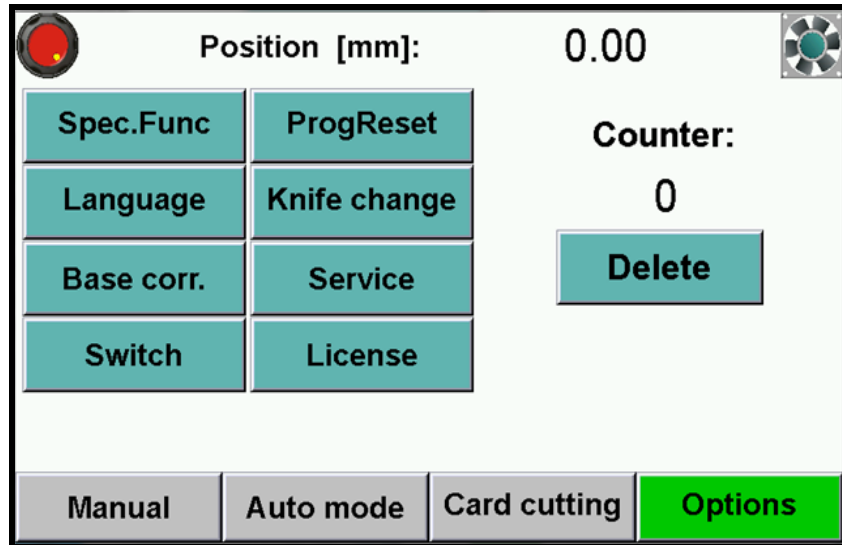 Position [mm]: 0.00
Spec.Func ProgReset
Counter:
Language Knife change
0
Base corr. Service
Delete
Switch License
Manual Auto mode Card cutting Options